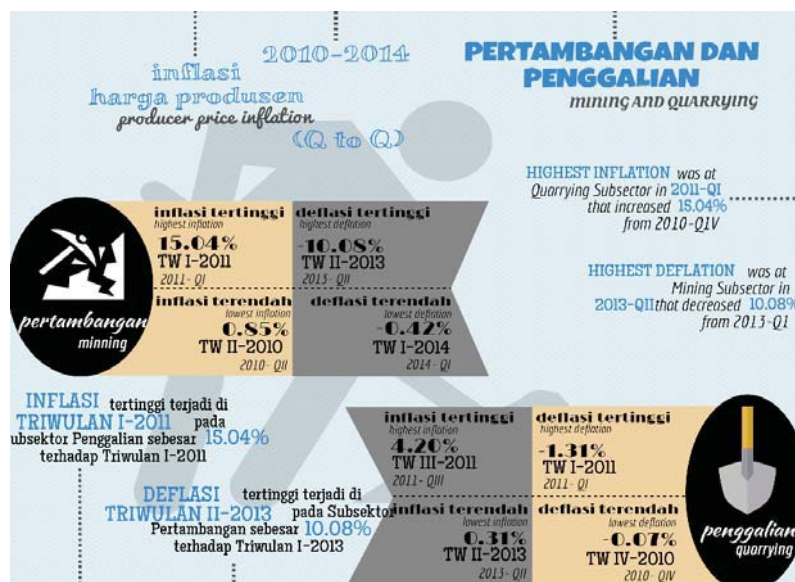 2010-2014
inflasi
harga produsen
producer price inflation
(Q to Q)
PERTAMBANGAN DAN
PENGGALIAN
MINING AND QUARRYING
HIGHEST INFLATION was at
Quarrying Subsector in 2011-QI
that increased 15.04%
from 2010-Q1V
HIGHEST DEFLATION was at
Mining Subsector in
2013-QII that decreased 10.08%
from 2013-Q1
pertambangan
minning
inflasi tertinggi
highest inflation
15.04%
TW I-2011
2011- QI
deflasi tertinggi
highest deflation
-10.08%
TW II-2013
2013- QII
inflasi terendah
lowest inflation
0.85%
TW II-2010
2010- QII
deflasi terendah
lowest deflation
-0.42%
TW I-2014
2014 - QI
INFLASI tertinggi terjadi di
TRIWULAN I-2011 pada
ubsektor Penggalian sebesar 15.04%
terhadap Triwulan I-2011
DEFLASI tertinggi terjadi di
TRIWULAN II-2013 pada Subsektor
Pertambangan sebesar 10.08%
terhadap Triwulan I-2013
inflasi tertinggi
highest inflation
4.20%
TW III-2011
2011 - QIII
deflasi tertinggi
highest deflation
-1.31%
TW I-2011
2011 - QI
inflasi terendah
lowest inflation
0.31%
TW II-2013
2013 - QII
deflasi terendah
lowest deflation
-0.07%
TW IV-2010
2010- QIV
penggalian
quarrying